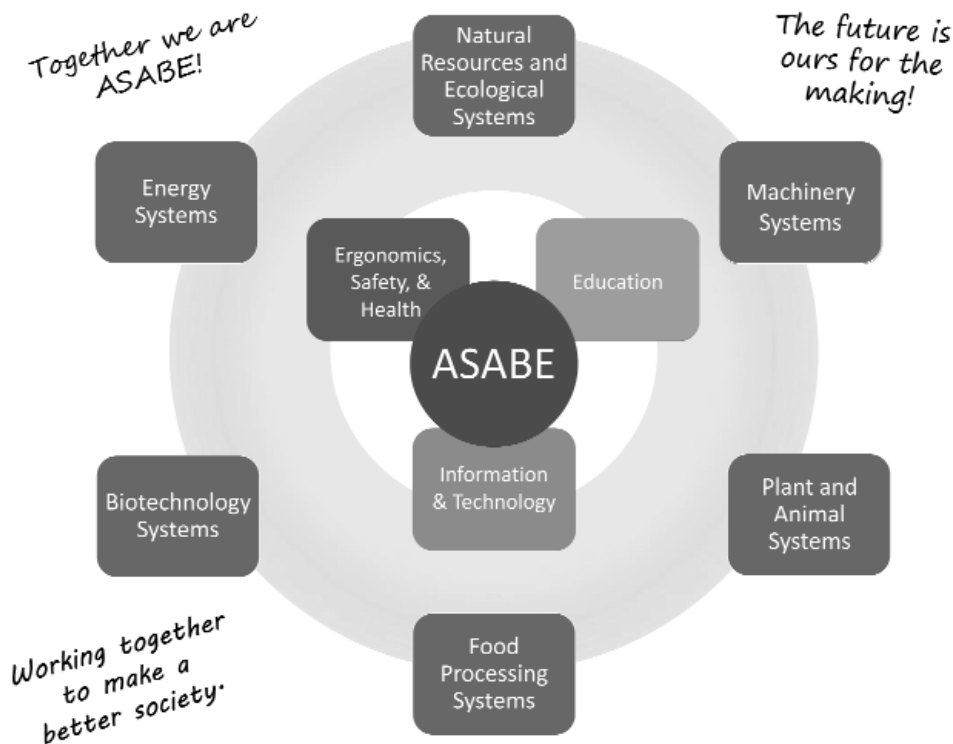 Together we are
ASABE!
Natural
Resources and
Ecological
Systems
The future is
ours for the
making!
Energy
Systems
Machinery
Systems
Ergonomics,
Safety, &
Health
Education
ASABE
Information
& Technology
Biotechnology
Systems
Plant and
Animal
Systems
Food
Processing
Systems
Working together
to make a
better society.